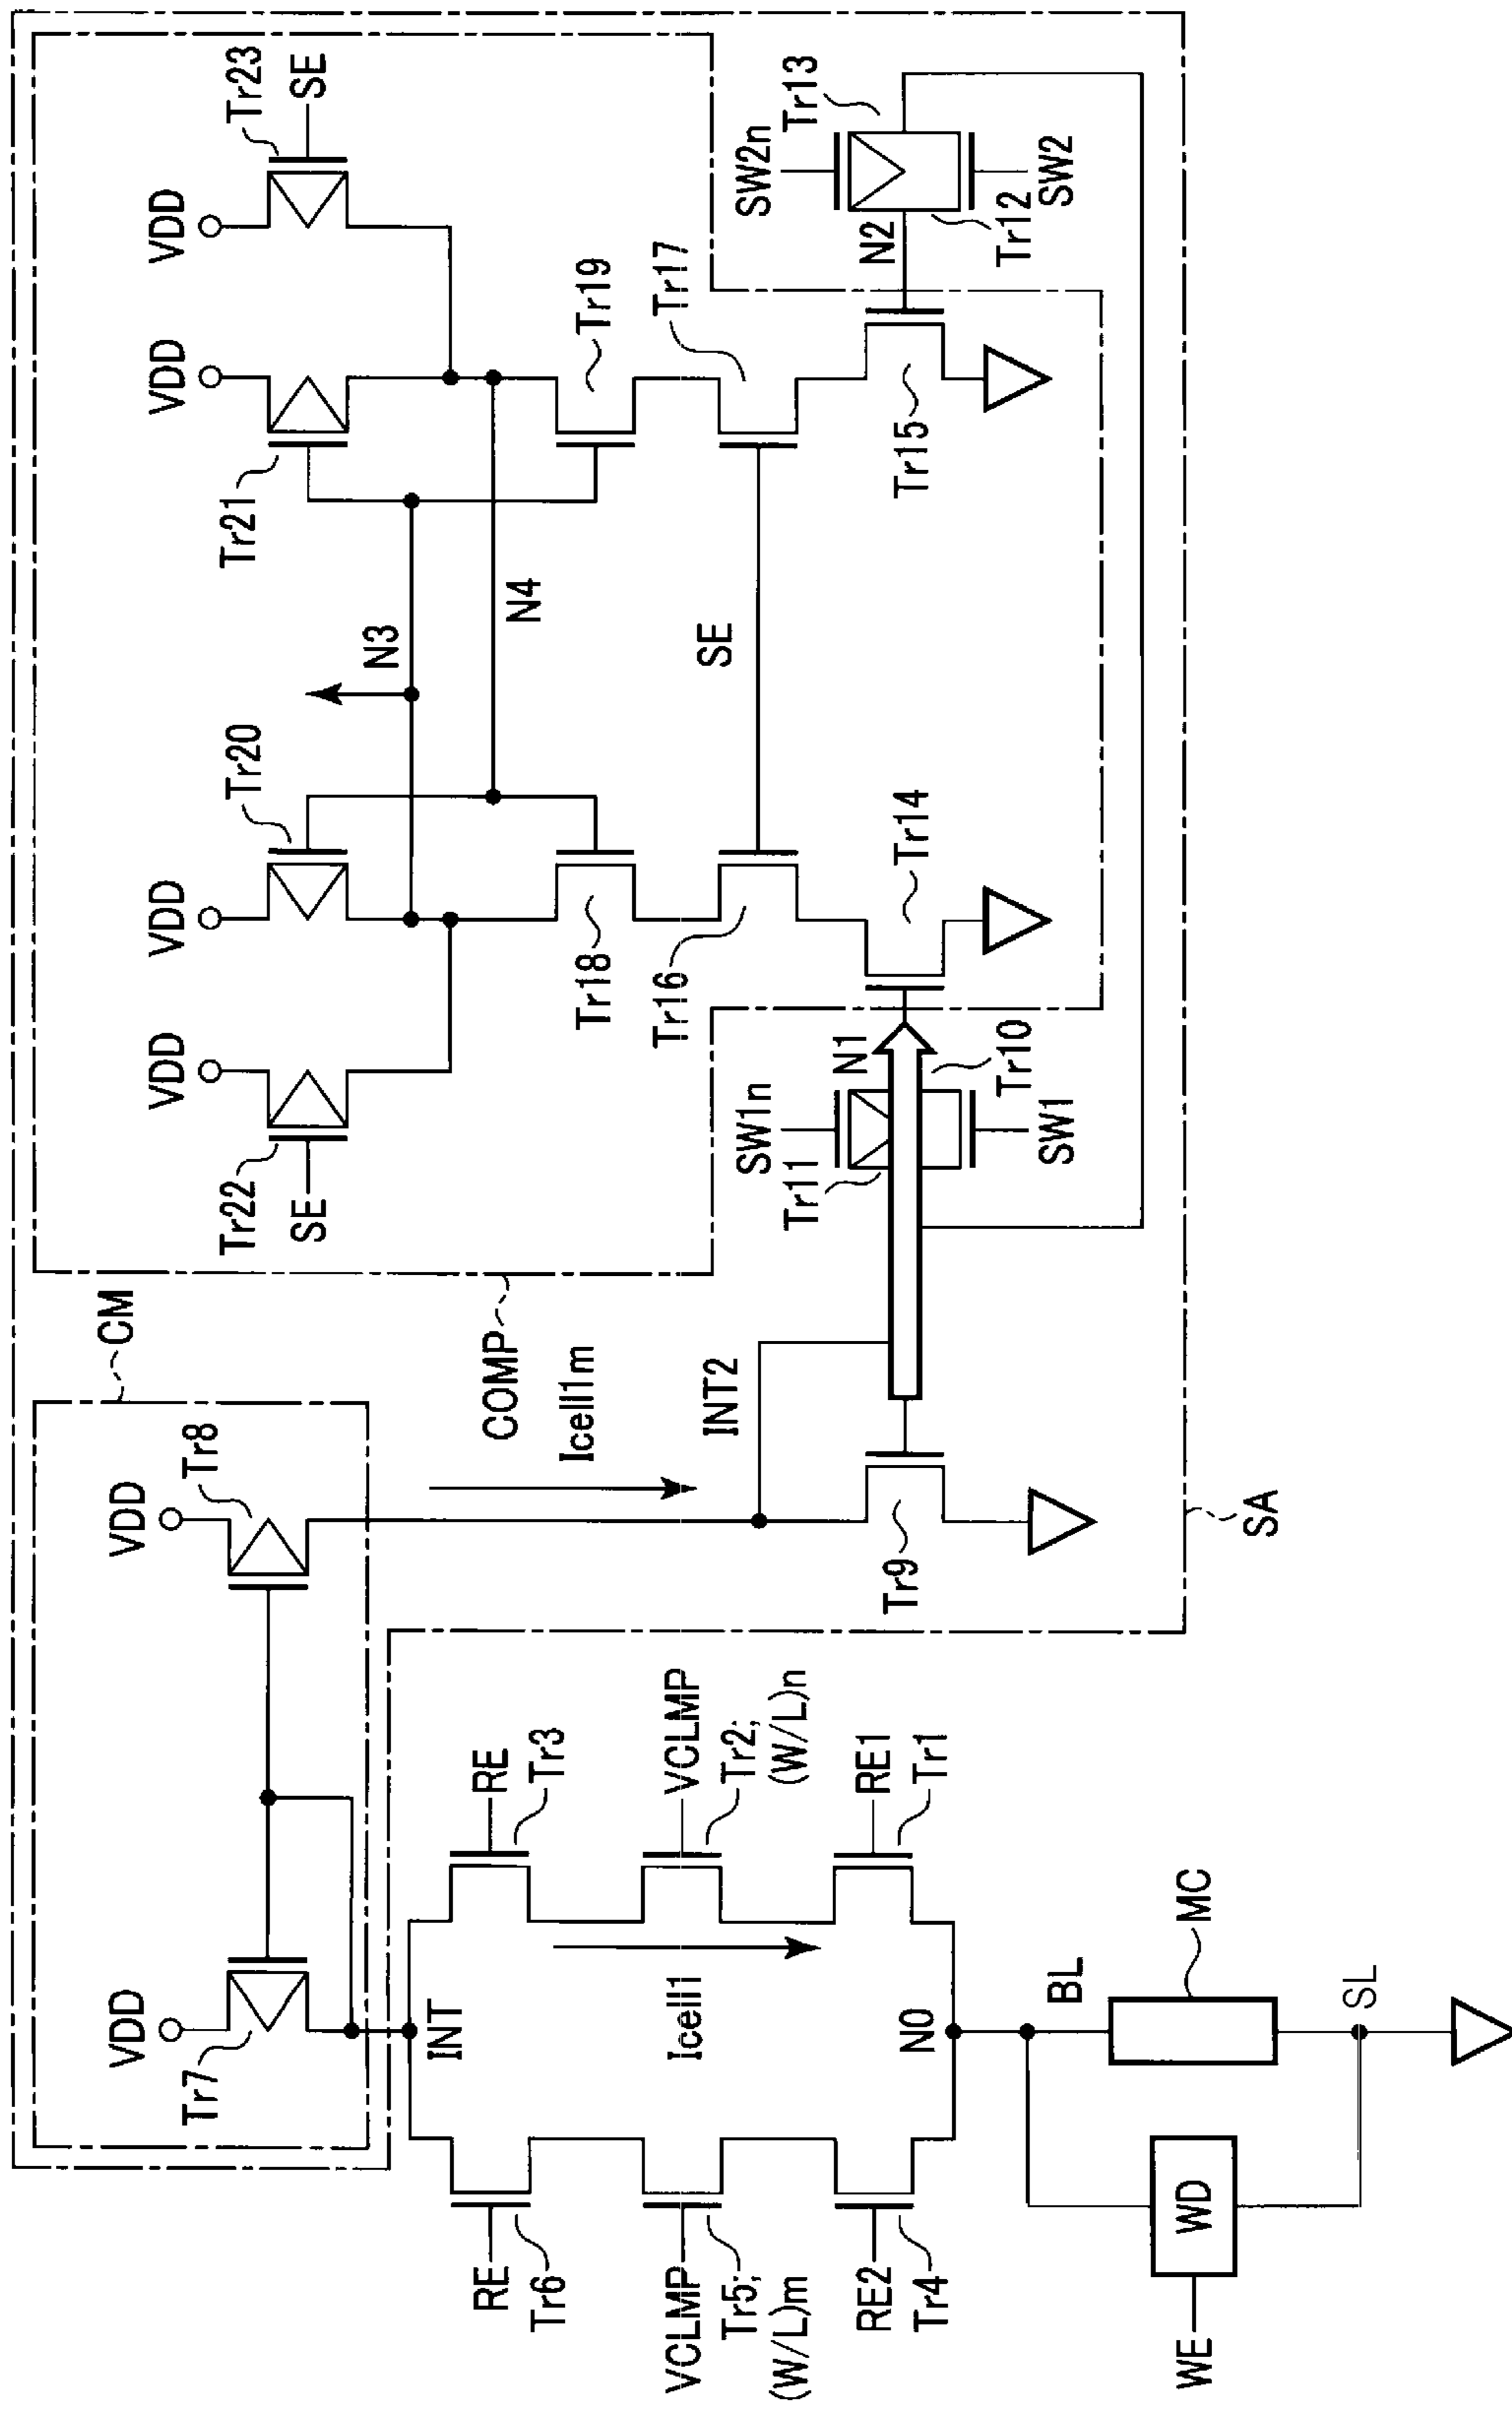 VDD
Tr7
VDD
Tr8
CM
INT
RE
Tr6
RE
Tr3
VCLMP
Tr5;
(W/L)m
Icell1
VCLMP
Tr2;
(W/L)n
RE2
Tr4
N0
RE1
Tr1
WE
WD
BL
MC
SL
SA
Icell1m
INT2
Tr9
COMP
VDD
Tr22
SE
VDD
Tr20
N3
N4
VDD
Tr21
VDD
Tr23
SE
Tr18
Tr19
Tr16
SE
Tr17
Tr14
Tr15
SW1n
Tr11
N1
Tr10
SW1
SW2n
Tr13
N2
Tr12
SW2